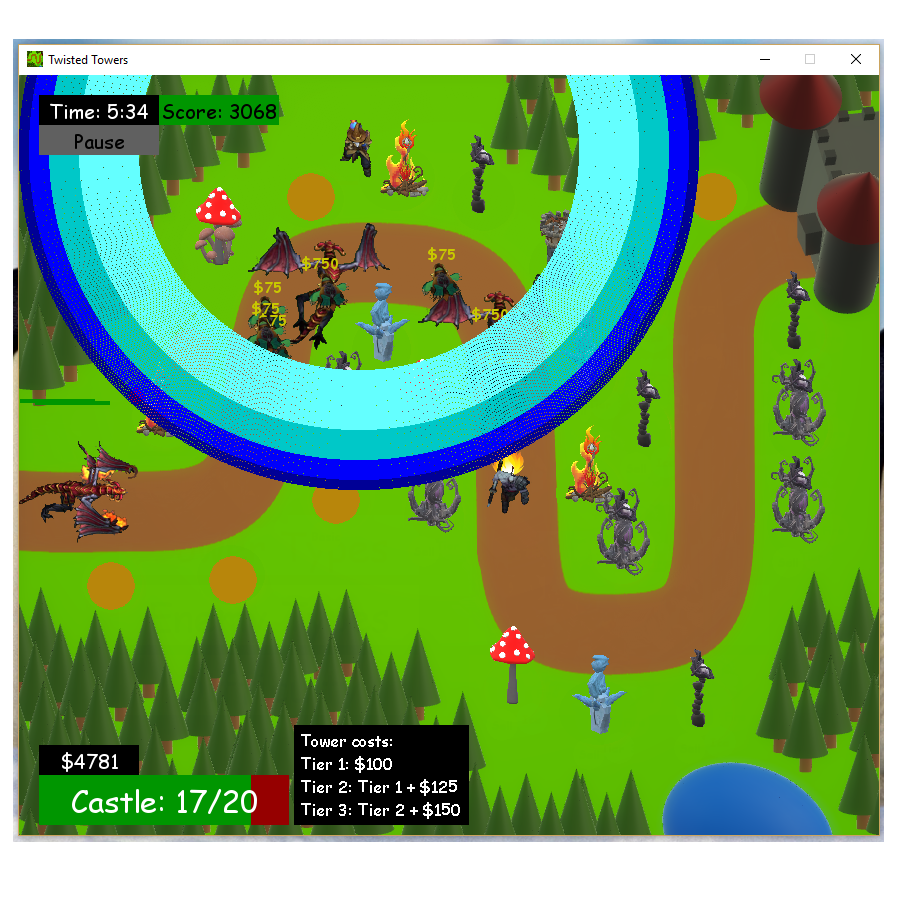 Twisted Towers
Time: 5:34
Score: 3068
Pause
$75
$750
$75
$75
$75
$750
$4781
Castle: 17/20
Tower costs:
Tier 1: $100
Tier 2: Tier 1 + $125
Tier 3: Tier 2 + $150